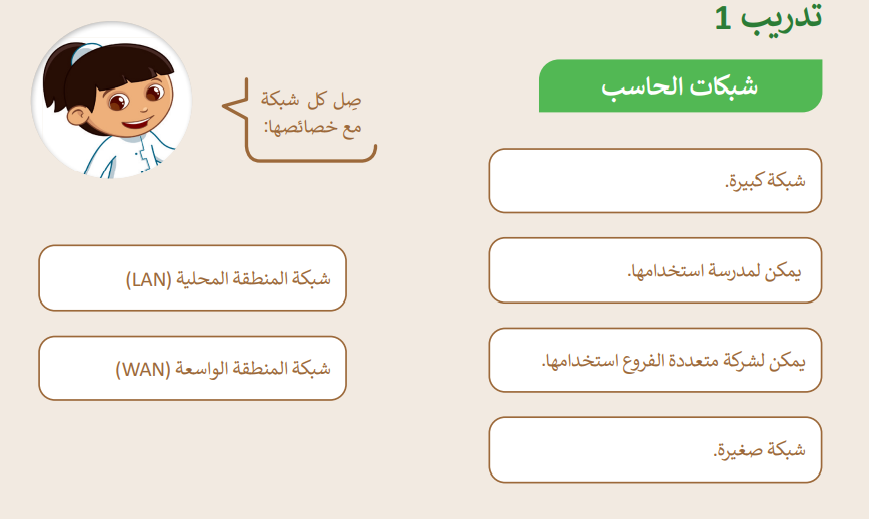 تدريب 1
شبكات الحاسب
صِل كل شبكة
مع خصائصها:
شبكة كبيرة.
يمكن لمدرسة استخدامها.
يمكن لشركة متعددة الفروع استخدامها.
شبكة صغيرة.
شبكة المنطقة المحلية (LAN)
شبكة المنطقة الواسعة (WAN)